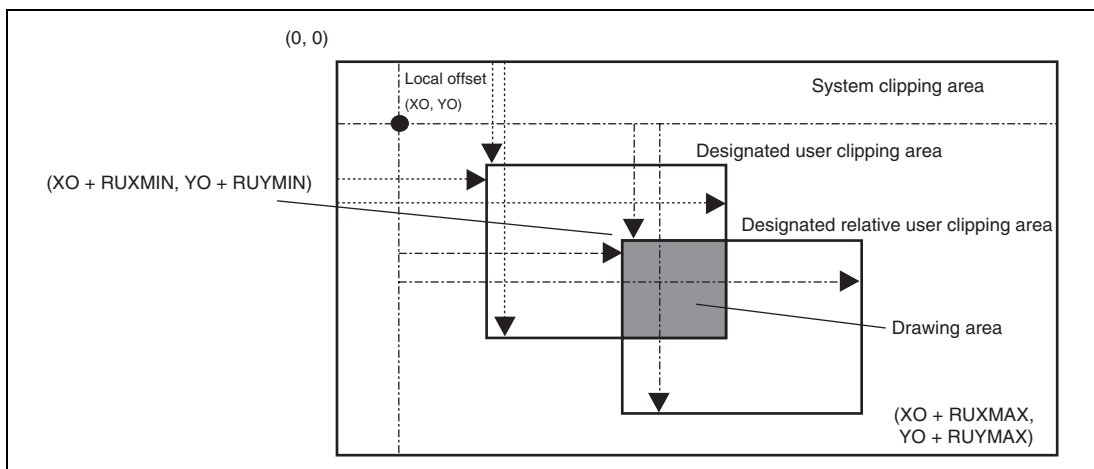 (0, 0)
Local offset
(XO, YO)
System clipping area
Designated user clipping area
(XO + RUXMIN, YO + RUYMIN)
Designated relative user clipping area
Drawing area
(XO + RUXMAX,
YO + RUYMAX)